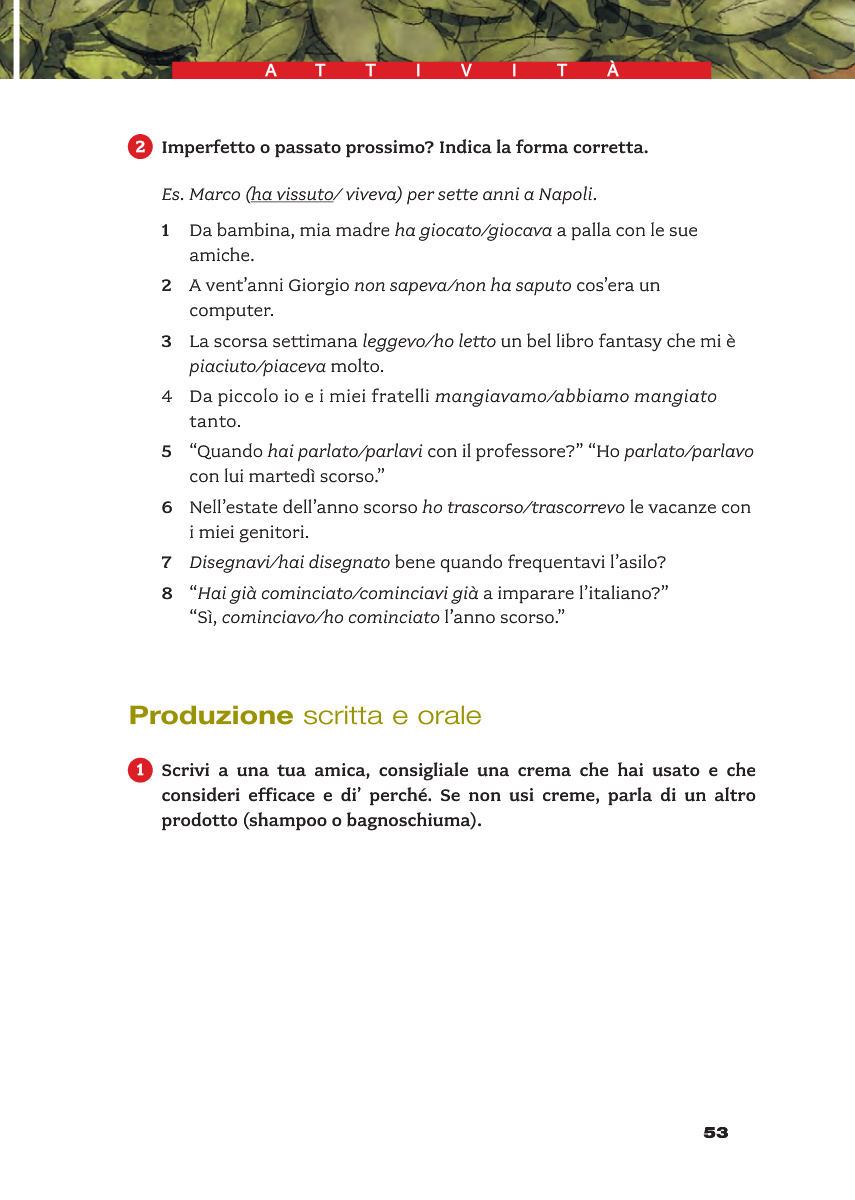 ATTIVITÀ
2 Imperfetto o passato prossimo? Indica la forma corretta.
Es. Marco (ha vissuto/ viveva) per sette anni a Napoli.
1 Da bambina, mia madre ha giocato/giocava a palla con le sue
amiche.
2 A vent’anni Giorgio non sapeva/non ha saputo cos’era un
computer.
3 La scorsa settimana leggevo/ho letto un bel libro fantasy che mi è
piaciuto/piaceva molto.
4 Da piccolo io e i miei fratelli mangiavamo/abbiamo mangiato
tanto.
5 “Quando hai parlato/parlavi con il professore?” “Ho parlato/parlavo
con lui martedì scorso.”
6 Nell’estate dell’anno scorso ho trascorso/trascorrevo le vacanze con
i miei genitori.
7 Disegnavi/hai disegnato bene quando frequentavi l’asilo?
8 “Hai già cominciato/cominciavi già a imparare l’italiano?”
“Sì, cominciavo/ho cominciato l’anno scorso.”
Produzione scritta e orale
1 Scrivi a una tua amica, consigliale una crema che hai usato e che
consideri efficace e di’ perché. Se non usi creme, parla di un altro
prodotto (shampoo o bagnoschiuma).
53